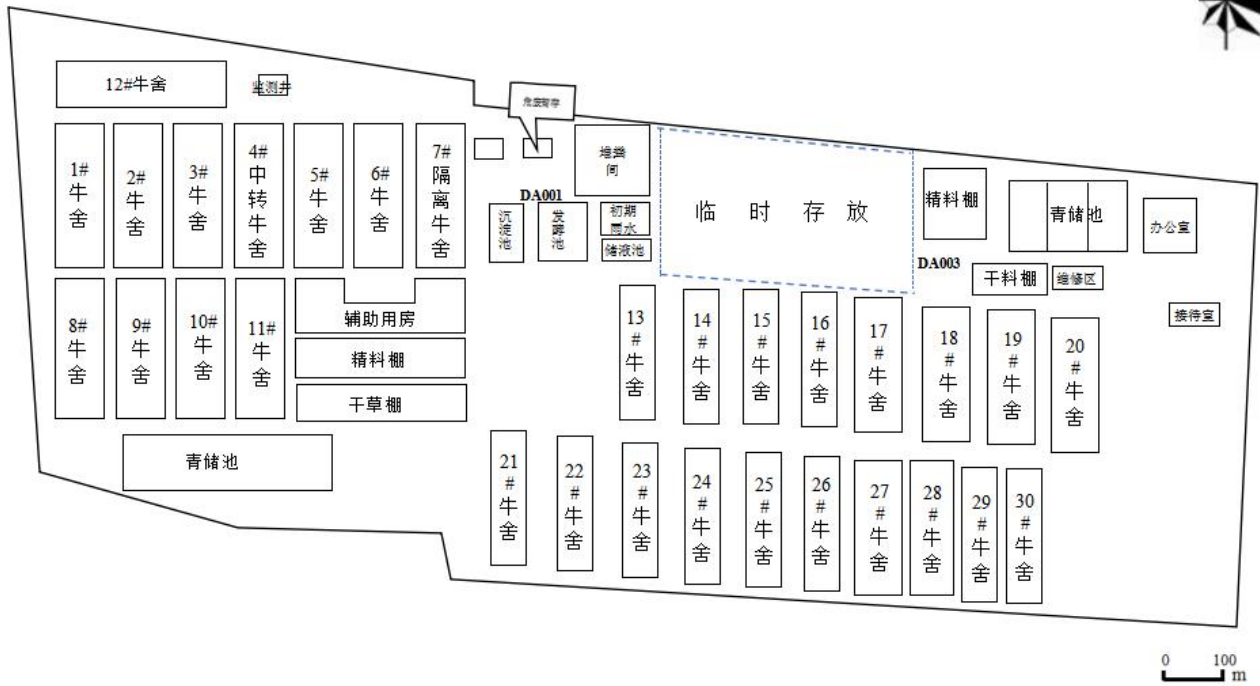 12#牛舍
监测井
危废暂存
1#牛舍
2#牛舍
3#牛舍
4#中转牛舍
5#牛舍
6#牛舍
7#隔离牛舍
堆粪间
DA001
沉淀池
发酵池
初期雨水
储液池
临时存放
精料棚
青储池
办公室
DA003
干料棚
维修区
接待室
8#牛舍
9#牛舍
10#牛舍
11#牛舍
辅助用房
精料棚
干草棚
青储池
13#牛舍
14#牛舍
15#牛舍
16#牛舍
17#牛舍
18#牛舍
19#牛舍
20#牛舍
21#牛舍
22#牛舍
23#牛舍
24#牛舍
25#牛舍
26#牛舍
27#牛舍
28#牛舍
29#牛舍
30#牛舍
0 100
m